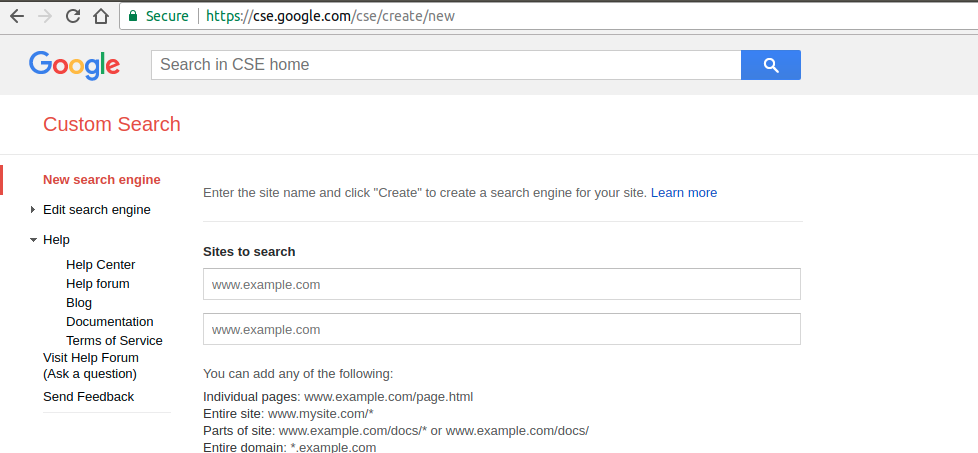 Secure https://cse.google.com/cse/create/new
Google
Search in CSE home
Custom Search
New search engine
Edit search engine
Help
Help Center
Help forum
Blog
Documentation
Terms of Service
Visit Help Forum
(Ask a question)
Send Feedback
Enter the site name and click "Create" to create a search engine for your site. Learn more
Sites to search
www.example.com
www.example.com
You can add any of the following:
Individual pages: www.example.com/page.html
Entire site: www.mysite.com/*
Parts of site: www.example.com/docs/* or www.example.com/docs/
Entire domain: *.example.com